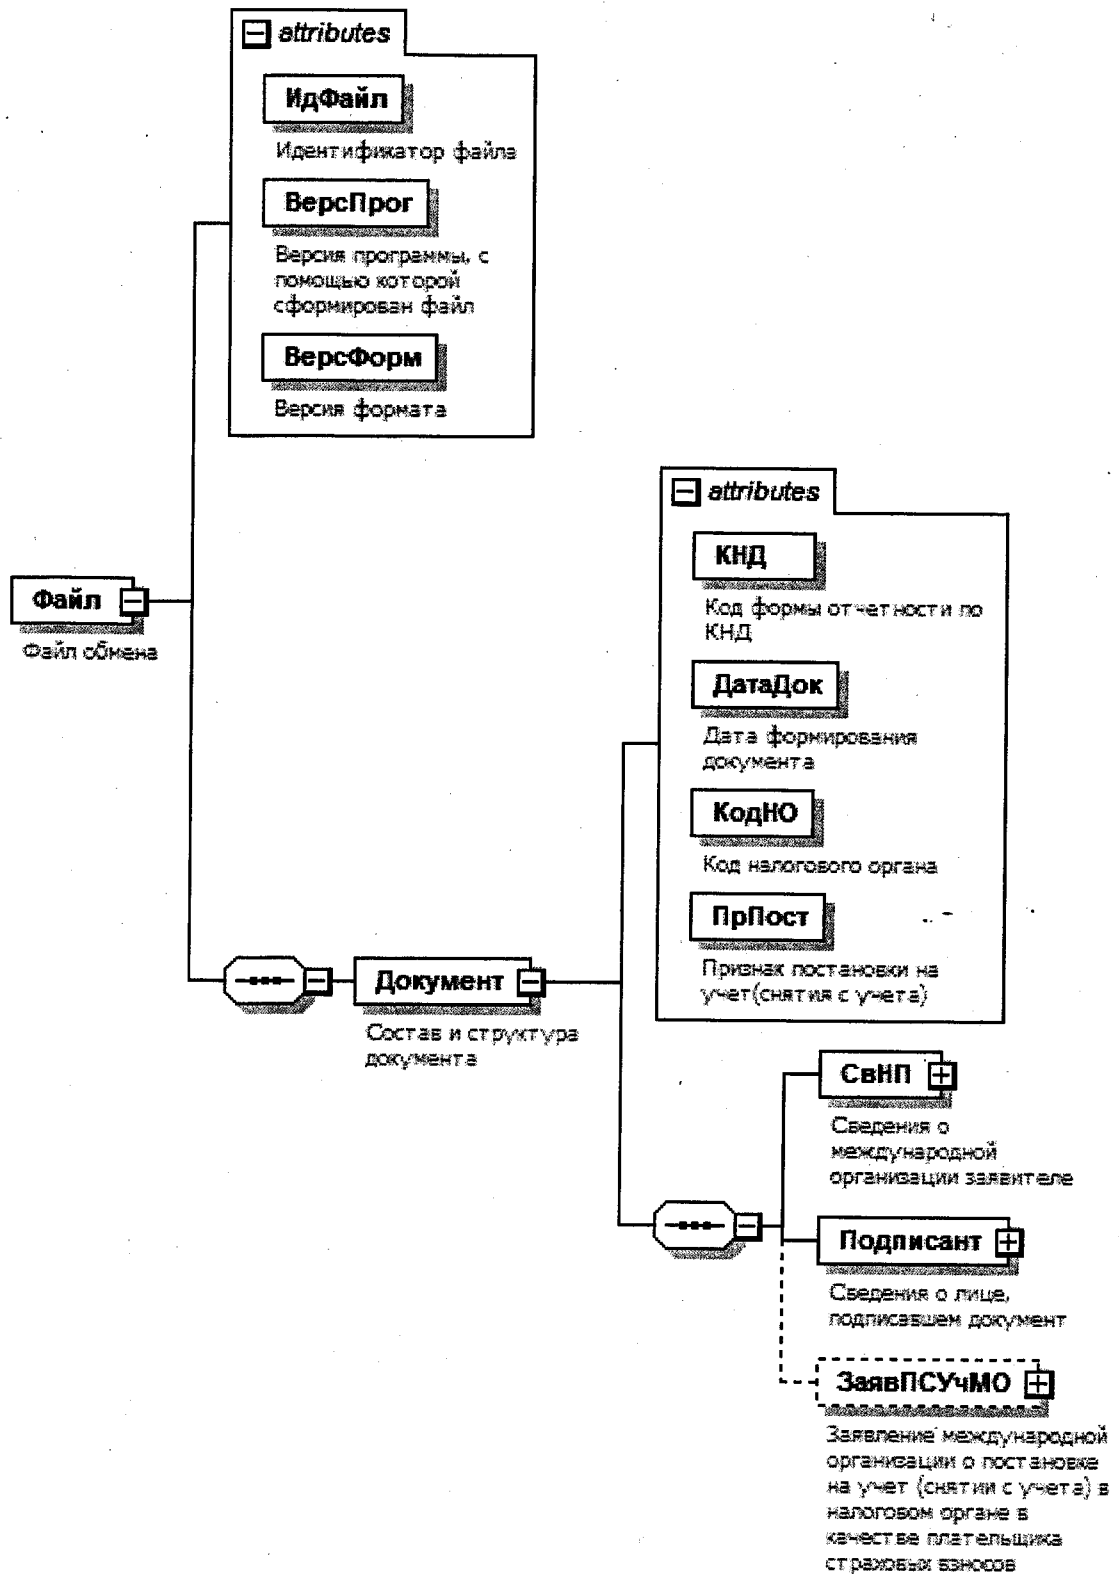 attributes
ИдФайл
Идентификатор файла
ВерсПрог
Версия программы, с
помощью которой
сформирован файл
ВерсФорм
Версия формата
attributes
КНД
Код формы отчетности по
КНД
Файл
Файл обмена
ДатаДок
Дата формирования
документа
КодНО
Код налогового органа
ПрПост
Признак постановки на
учет(снятия с учета)
Документ
Состав и структура
документа
СвНП
Сведения о
международной
организации заявителе
Подписант
Сведения о лице,
подписавшем документ
ЗаявПСУчМО
Заявление международной
организации о постановке
на учет (снятии с учета) в
налоговом органе в
качестве плательщика
страховых взносов